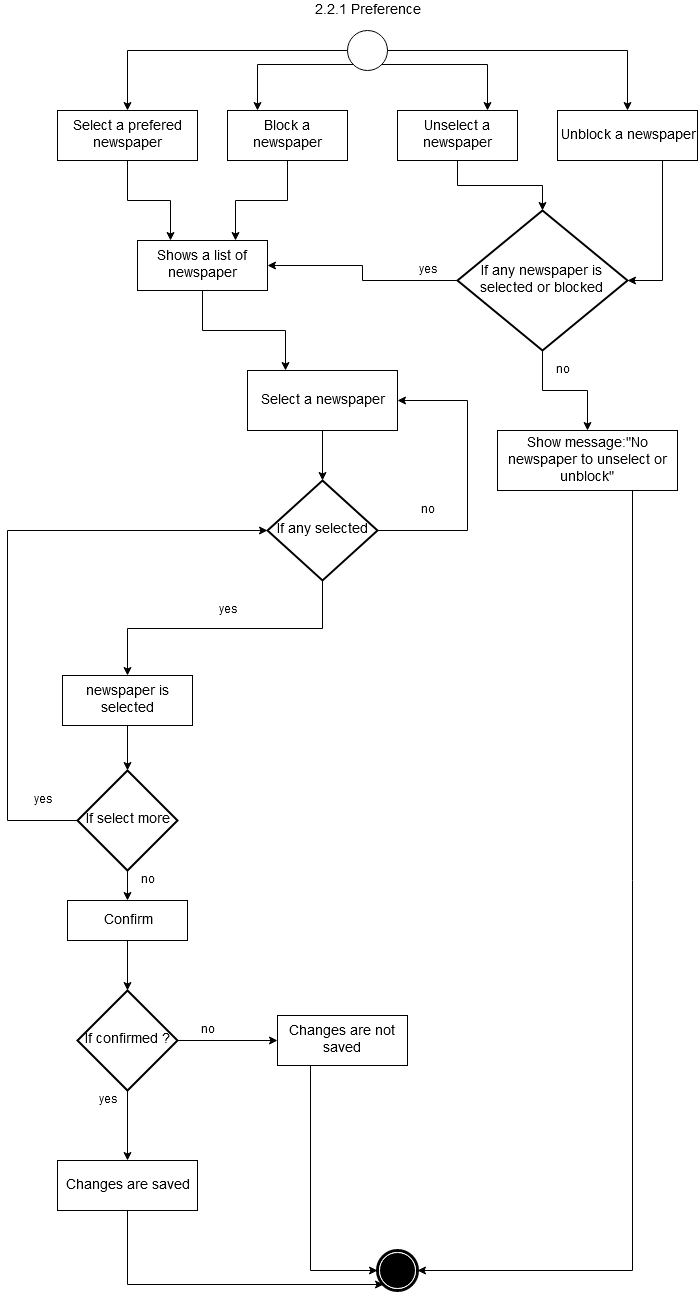 2.2.1 Preference
Select a prefered
newspaper
Block a
newspaper
Unselect a
newspaper
Unblock a newspaper
Shows a list of
newspaper
yes
If any newspaper is
selected or blocked
no
Select a newspaper
Show message:"No
newspaper to unselect or
unblock"
no
If any selected
yes
newspaper is
selected
yes
If select more
no
Confirm
If confirmed ?
no
Changes are not
saved
yes
Changes are saved